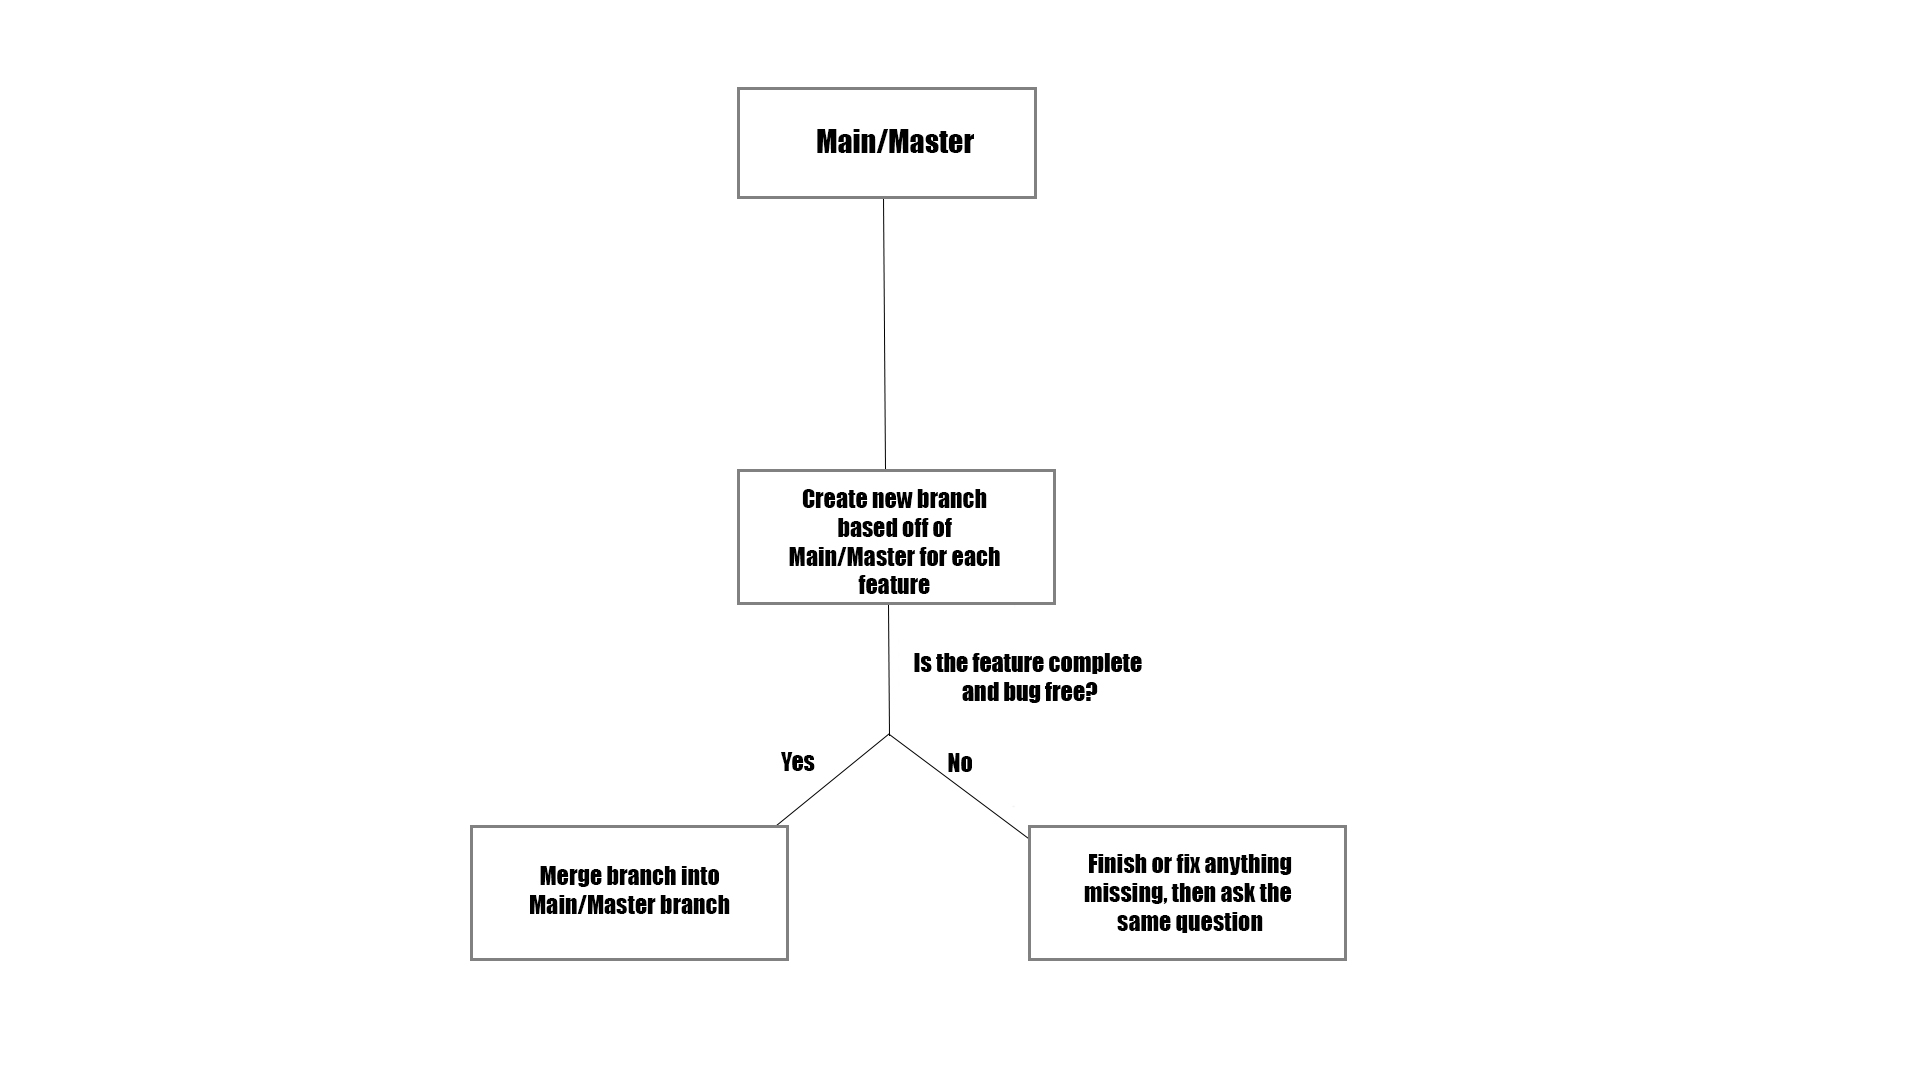 Main/Master
Create new branch
based off of
Main/Master for each
feature
Is the feature complete
and bug free?
Yes
No
Merge branch into
Main/Master branch
Finish or fix anything
missing, then ask the
same question